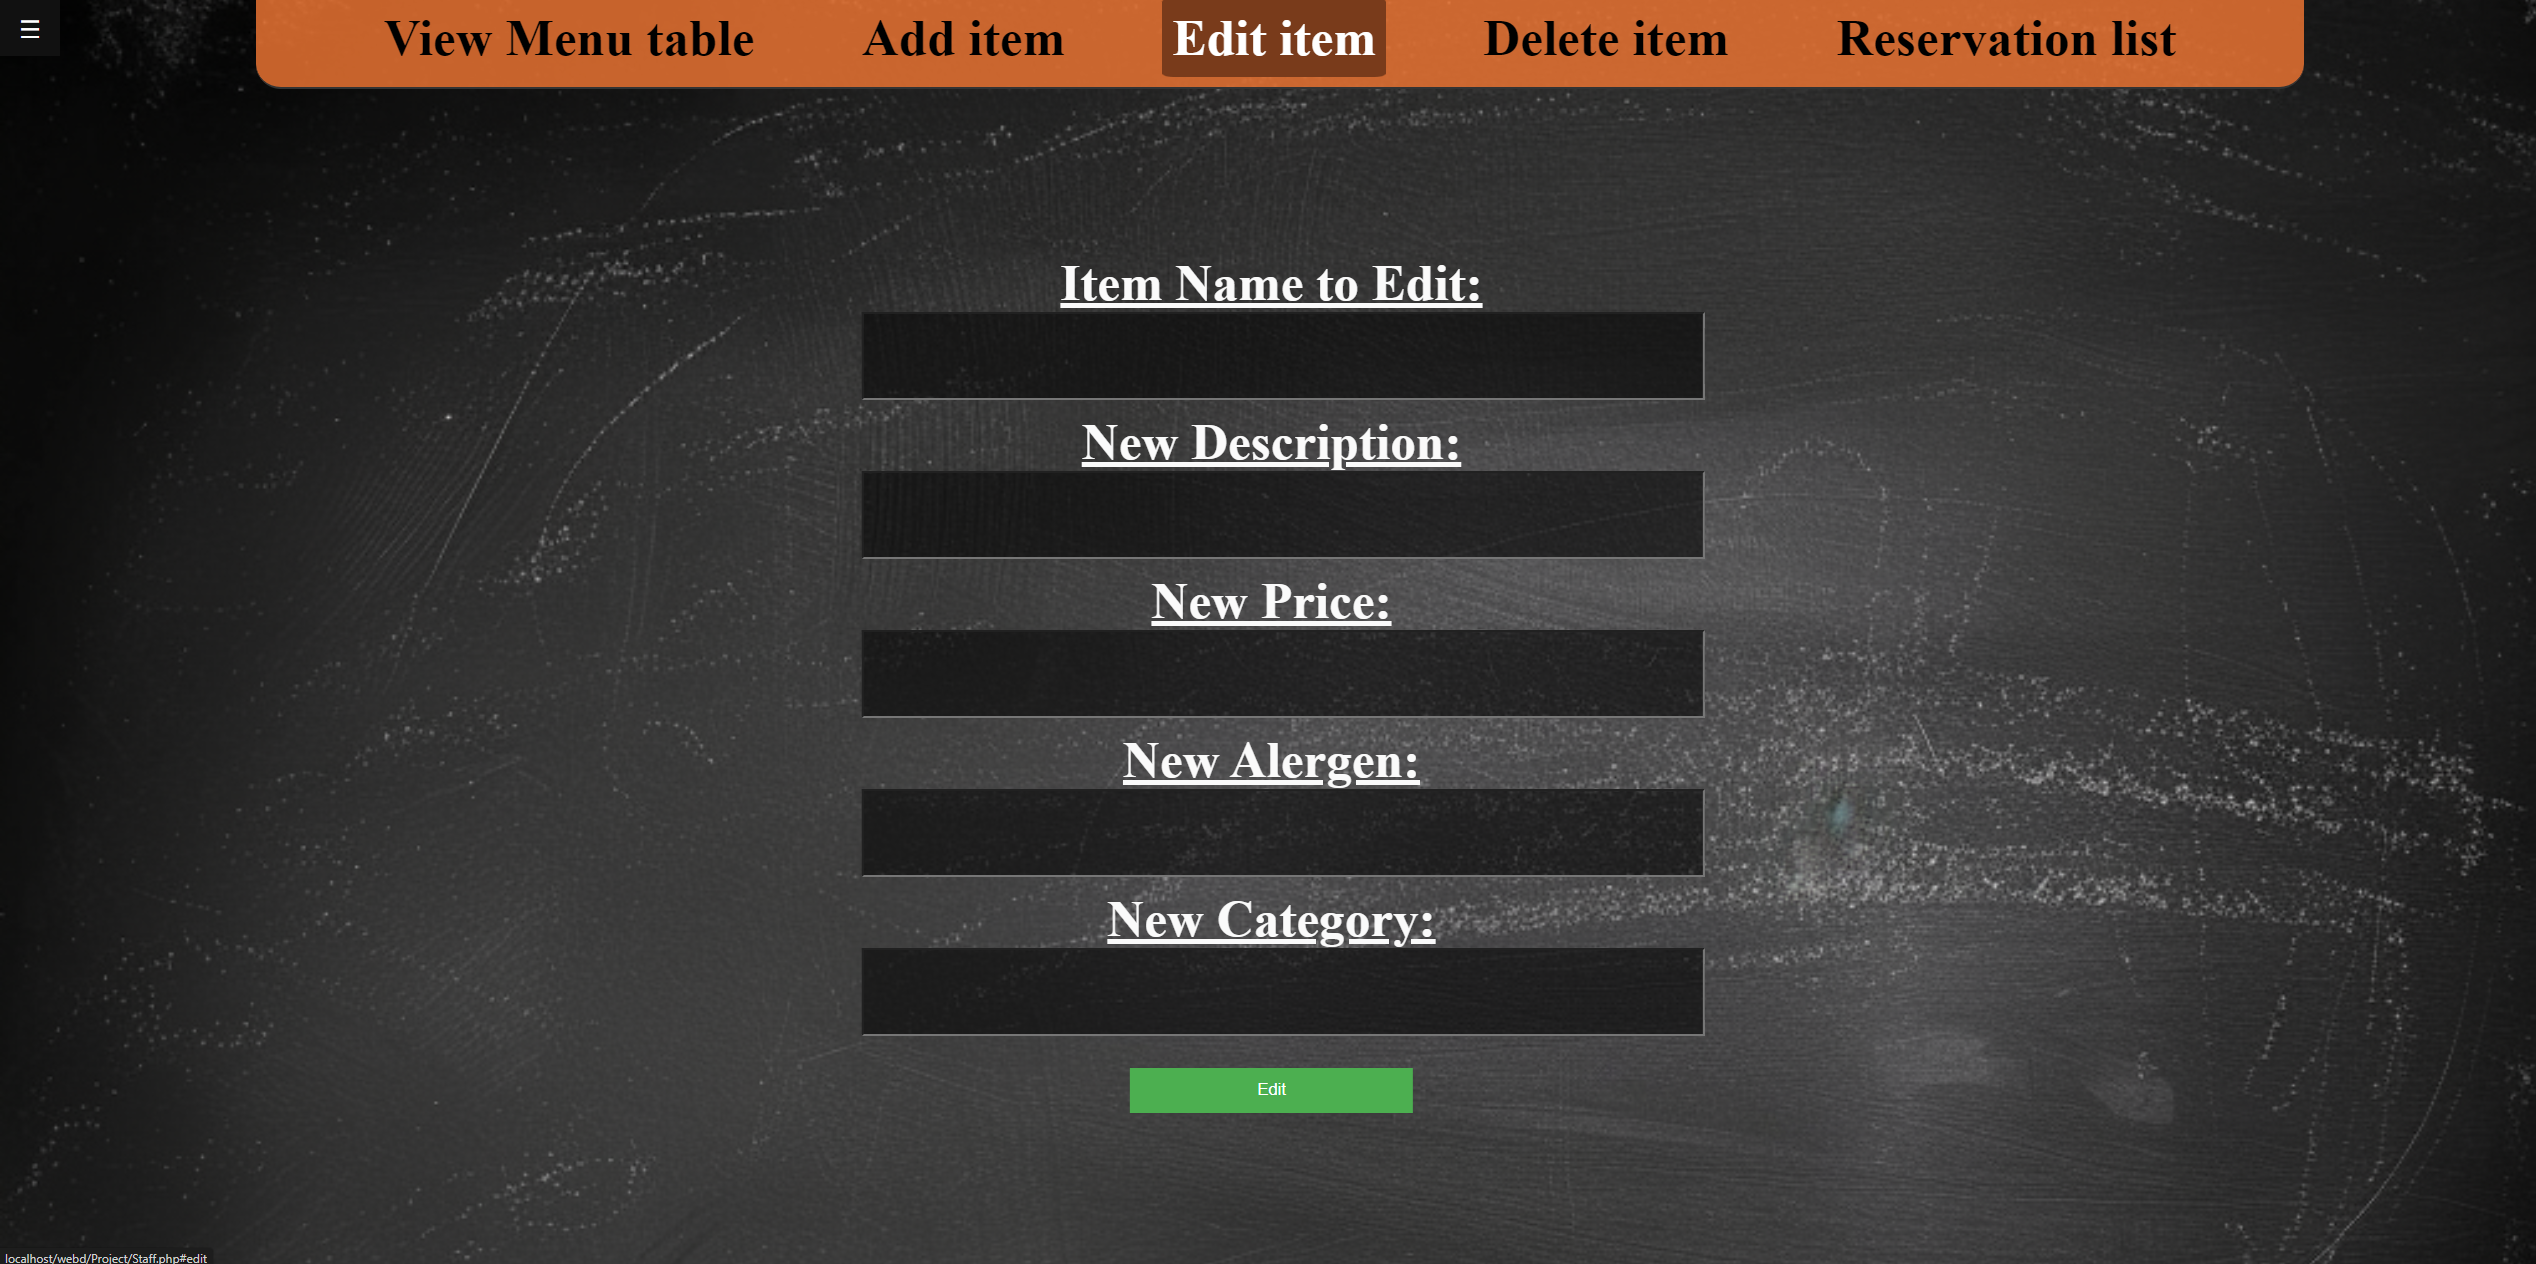 ☰
View Menu table Add item Edit item Delete item Reservation list
Item Name to Edit:
New Description:
New Price:
New Alergen:
New Category:
Edit
localhost/webd/Project/Staff.php#edit